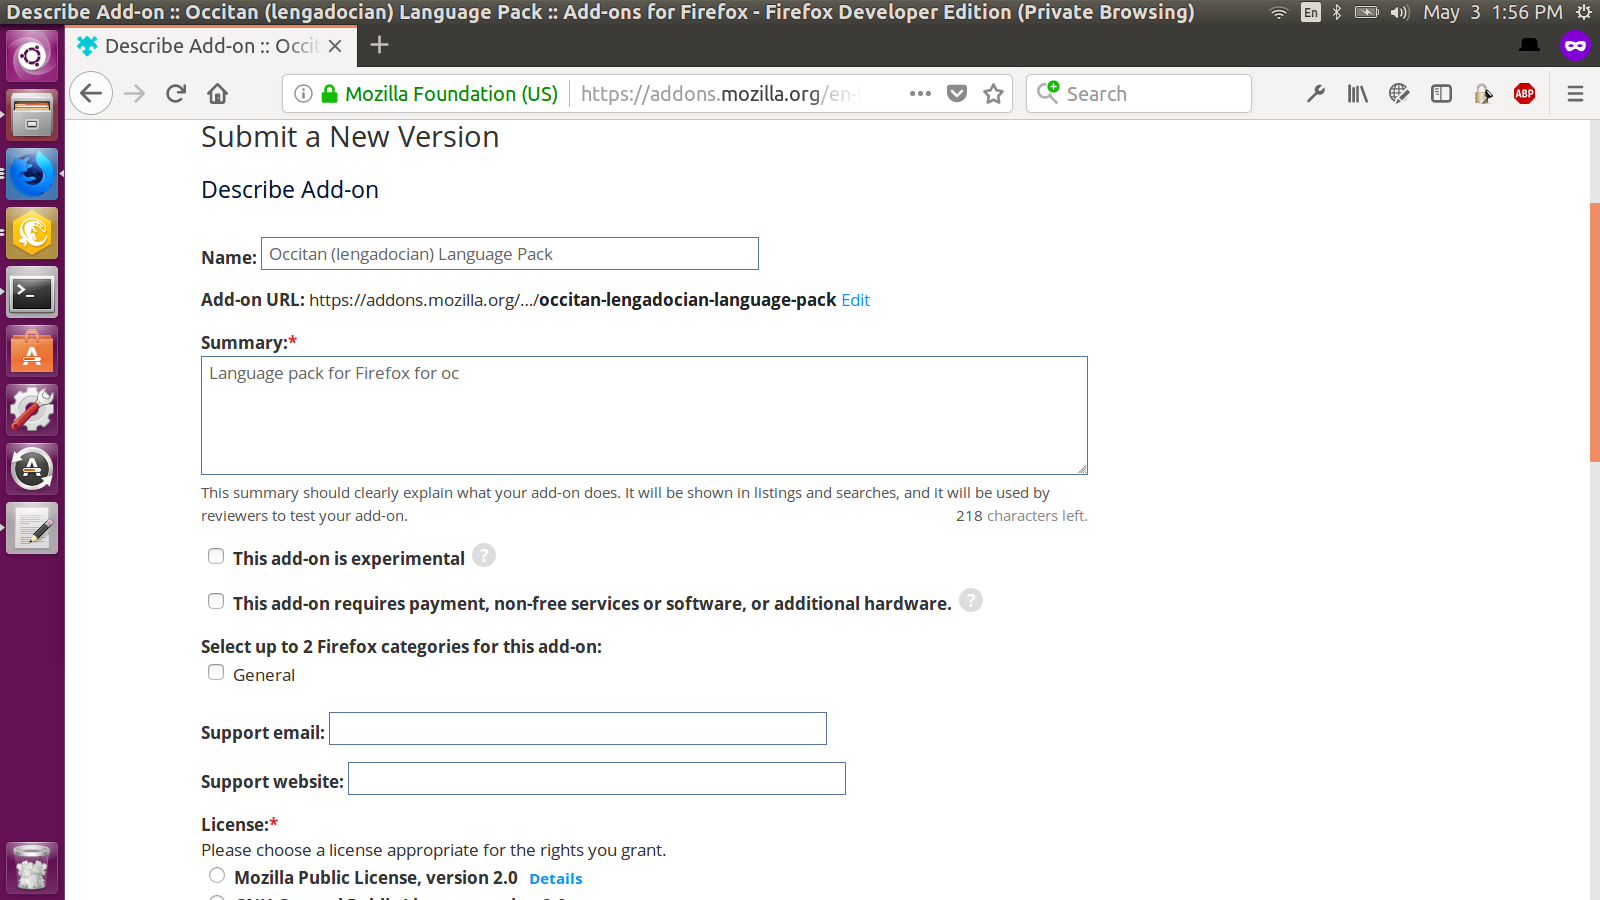 Describe Add-on :: Occitan (lengadocian) Language Pack :: Add-ons for Firefox - Firefox Developer Edition (Private Browsing)
En
May 3 1:56 PM
Describe Add-on :: Occit
Mozilla Foundation (US)
https://addons.mozilla.org/en-
Search
ABP
Submit a New Version
Describe Add-on
Name: Occitan (lengadocian) Language Pack
Add-on URL: https://addons.mozilla.org/.../occitan-lengadocian-language-pack Edit
Summary:*
Language pack for Firefox for oc
This summary should clearly explain what your add-on does. It will be shown in listings and searches, and it will be used by
reviewers to test your add-on.
218 characters left.
This add-on is experimental ?
This add-on requires payment, non-free services or software, or additional hardware. ?
Select up to 2 Firefox categories for this add-on:
General
Support email:
Support website:
License:*
Please choose a license appropriate for the rights you grant.
Mozilla Public License, version 2.0 Details